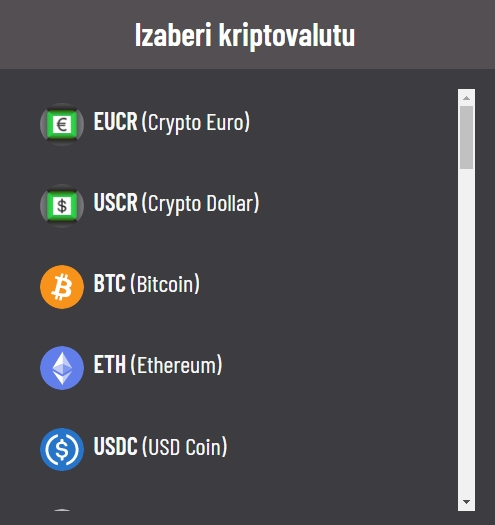 Izaberi kriptovalutu
€ EUCR (Crypto Euro)
$ USCR (Crypto Dollar)
BTC (Bitcoin)
ETH (Ethereum)
$ USDC (USD Coin)